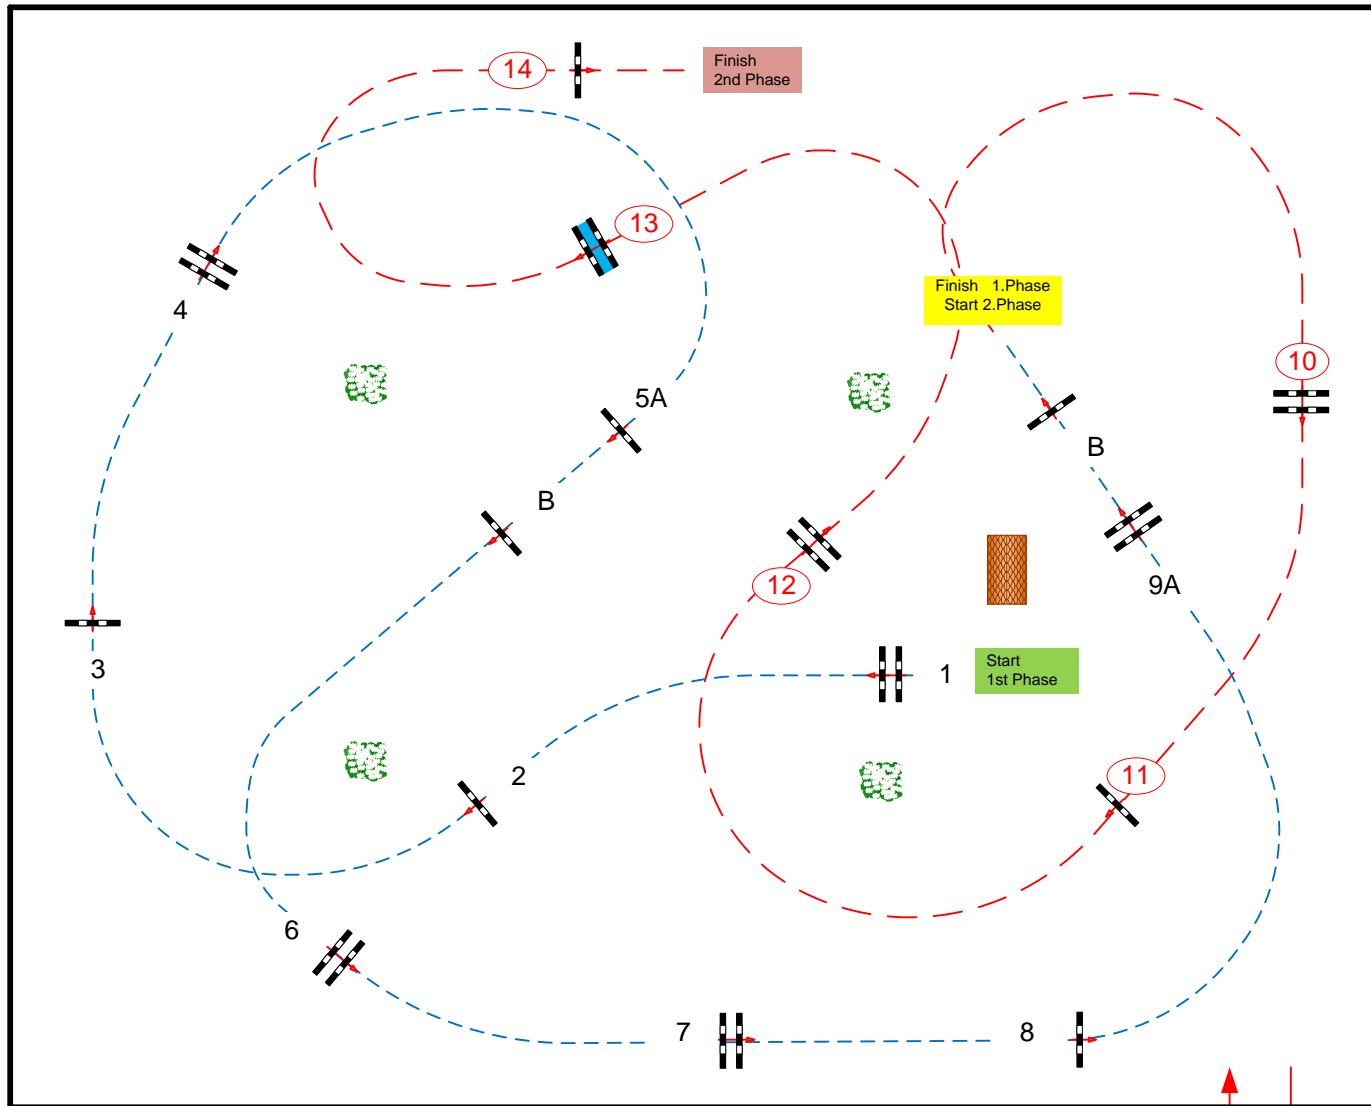 14
Finish
2nd Phase
13
4
Finish 1.Phase
Start 2.Phase
10
5A
B
B
12
9A
3
1
Start
1st Phase
2
11
6
7
8